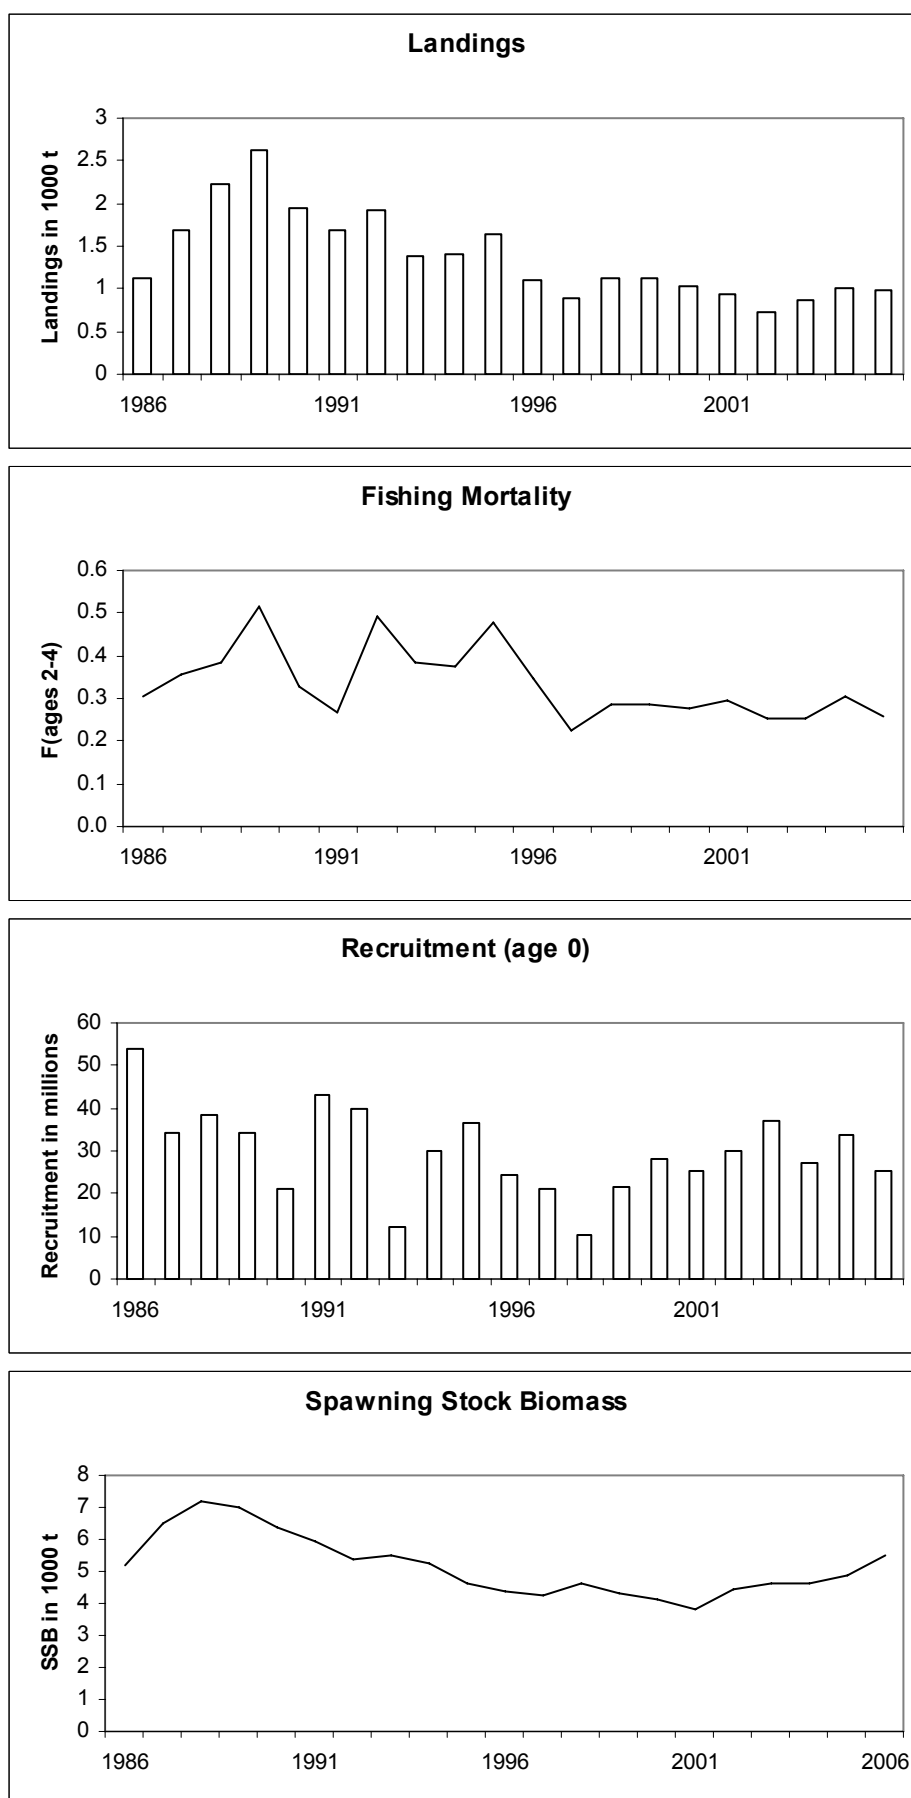 Landings
Landings in 1000 t
3
2.5
2
1.5
1
0.5
0
1986 1991 1996 2001
Fishing Mortality
F(ages 2-4)
0.6
0.5
0.4
0.3
0.2
0.1
0.0
1986 1991 1996 2001
Recruitment (age 0)
Recruitment in millions
60
50
40
30
20
10
0
1986 1991 1996 2001
Spawning Stock Biomass
SSB in 1000 t
8
7
6
5
4
3
2
1
0
1986 1991 1996 2001 2006